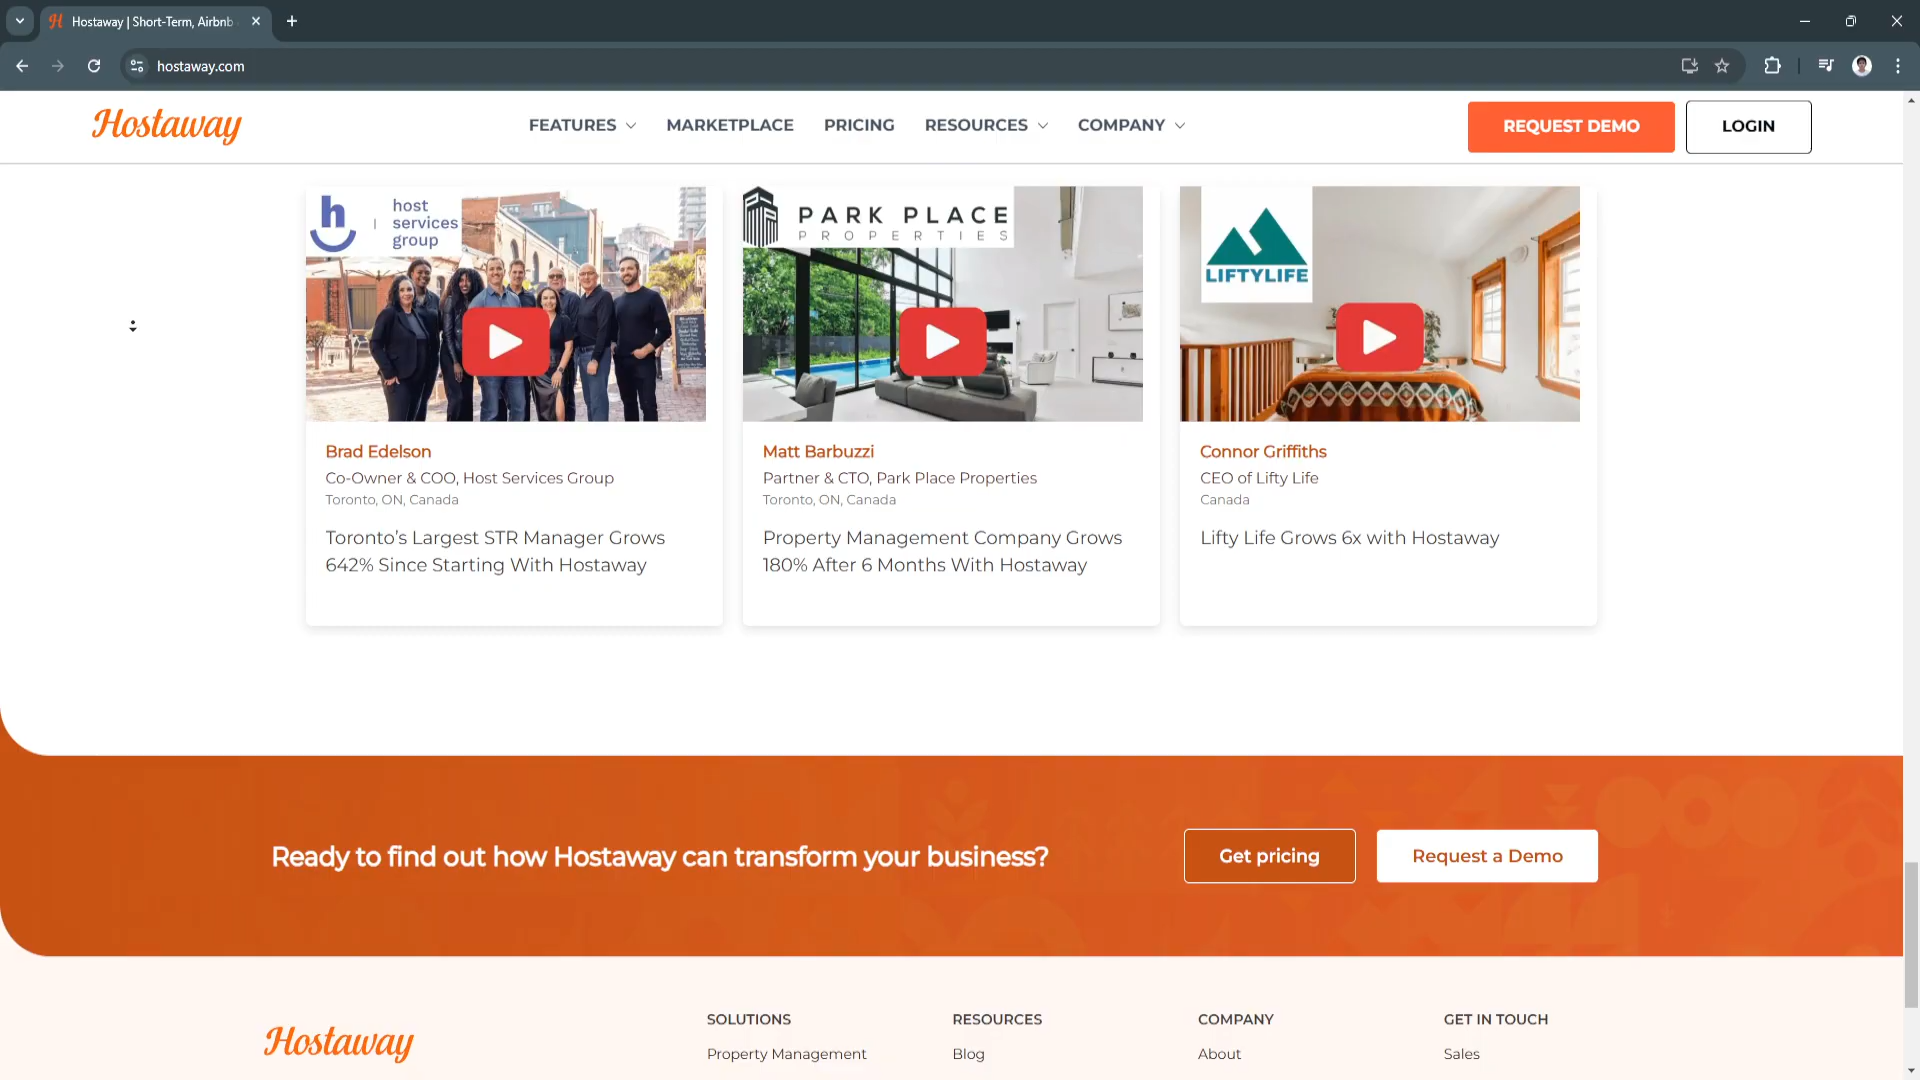 Hostaway | Short-Term, Airbnb
hostaway.com
Hostaway
FEATURES
MARKETPLACE
PRICING
RESOURCES
COMPANY
REQUEST DEMO
LOGIN
host
services
group
PARK PLACE
PROPERTIES
LIFTYLIFE
Brad Edelson
Co-Owner & COO, Host Services Group
Toronto, ON, Canada
Toronto’s Largest STR Manager Grows
642% Since Starting With Hostaway
Matt Barbuzzi
Partner & CTO, Park Place Properties
Toronto, ON, Canada
Property Management Company Grows
180% After 6 Months With Hostaway
Connor Griffiths
CEO of Lifty Life
Canada
Lifty Life Grows 6x with Hostaway
Ready to find out how Hostaway can transform your business?
Get pricing
Request a Demo
Hostaway
SOLUTIONS
Property Management
RESOURCES
Blog
COMPANY
About
GET IN TOUCH
Sales